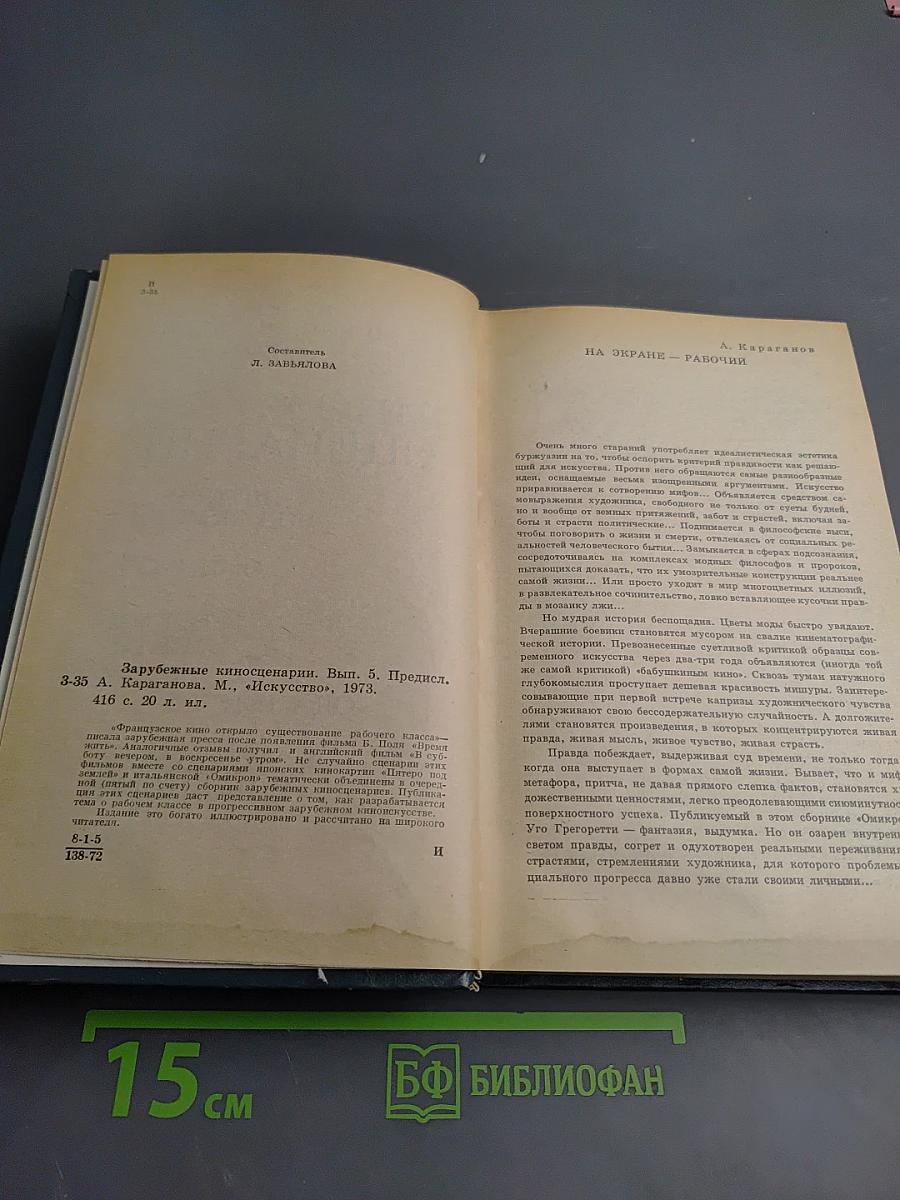 И
З-35
Составитель
Л. ЗАВЬЯЛОВА
Зарубежные киносценарии. Вып. 5. Предисл.
З-35 А. Караганова. М., «Искусство», 1973.
416 с. 20 л. ил.
«Французское кино открыло существование рабочего класса»—
писала зарубежная пресса после появления фильма Б. Поля «Время
жить». Аналогичные отзывы получил и английский фильм «В суб-
боту вечером, в воскресенье утром». Не случайно сценарии этих
фильмов вместе со сценариями японских кинокартин «Пятеро под
землей» и итальянской «Омикрон» тематически объединены в очеред-
ной (пятый по счету) сборник зарубежных киносценариев. Публика-
ция этих сценариев даст представление о том, как разрабатывается
тема о рабочем классе в прогрессивном зарубежном киноискусстве.
Издание это богато иллюстрировано и рассчитано на широкого
читателя.
8-1-5
138-72
И
А. Караганов
НА ЭКРАНЕ — РАБОЧИЙ
Очень много стараний употребляет идеалистическая эстетика
буржуазии на то, чтобы оспорить критерий правдивости как решаю-
щий для искусства. Против него обращаются самые разнообразные
идеи, оснащаемые весьма изощренными аргументами. Искусство
приравнивается к сотворению мифов... Объявляется средством са-
мовыражения художника, свободного не только от суеты будней,
но и вообще от земных притяжений, забот и страстей, включая за-
боты и страсти политические... Поднимается в философские выси,
чтобы поговорить о жизни и смерти, отвлекаясь от социальных ре-
альностей человеческого бытия... Замыкается в сферах подсознания,
сосредоточиваясь на комплексах модных философов и пророков,
пытающихся доказать, что их умозрительные конструкции реальнее
самой жизни... Или просто уходит в мир многоцветных иллюзий,
в развлекательное сочинительство, ловко вставляющее кусочки прав-
ды в мозаику лжи...
Но мудрая история беспощадна. Цветы моды быстро увядают.
Вчерашние боевики становятся мусором на свалке кинематографи-
ческой истории. Превознесенные суетливой критикой образцы сов-
ременного искусства через два-три года объявляются (иногда той
же самой критикой) «бабушкиным кино». Сквозь туман натужного
глубокомыслия проступает дешевая красивость мишуры. Заинтере-
совывающие при первой встрече капризы художнического чувства
обнаруживают свою бессодержательную случайность. А долгожите-
лями становятся произведения, в которых концентрируются живая
правда, живая мысль, живое чувство, живая страсть.
Правда побеждает, выдерживая суд времени, не только тогда
когда она выступает в формах самой жизни. Бывает, что и миф
метафора, притча, не давая прямого слепка фактов, становятся х
дожественными ценностями, легко преодолевающими сиюминутнос
поверхностного успеха. Публикуемый в этом сборнике «Омикро
Уго Грегоретти — фантазия, выдумка. Но он озарен внутрен
светом правды, согрет и одухотворен реальными переживания
страстями, стремлениями художника, для которого проблемы
циального прогресса давно уже стали своими личными...
15 см
БФ БИБЛИОФАН